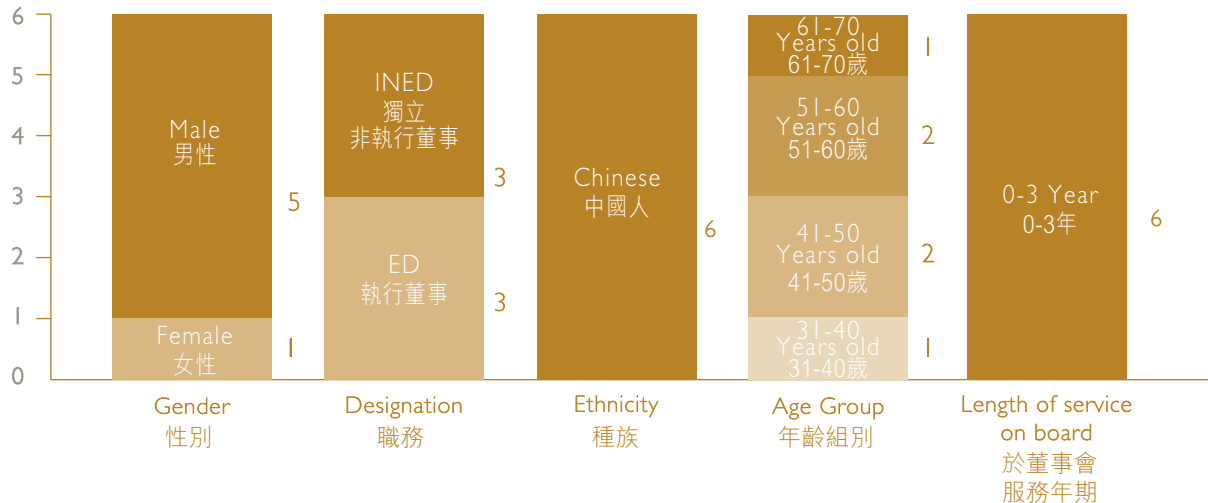 6
5
4
3
2
1
0
Male
男性
5
Female
女性
1
Gender
性別
INED
獨立
非執行董事
3
ED
執行董事
3
Designation
職務
Chinese
中國人
6
Ethnicity
種族
61-70
Years old
61-70歲
1
51-60
Years old
51-60歲
2
41-50
Years old
41-50歲
2
31-40
Years old
31-40歲
1
Age Group
年齡組別
0-3 Year
0-3年
6
Length of service
on board
於董事會
服務年期